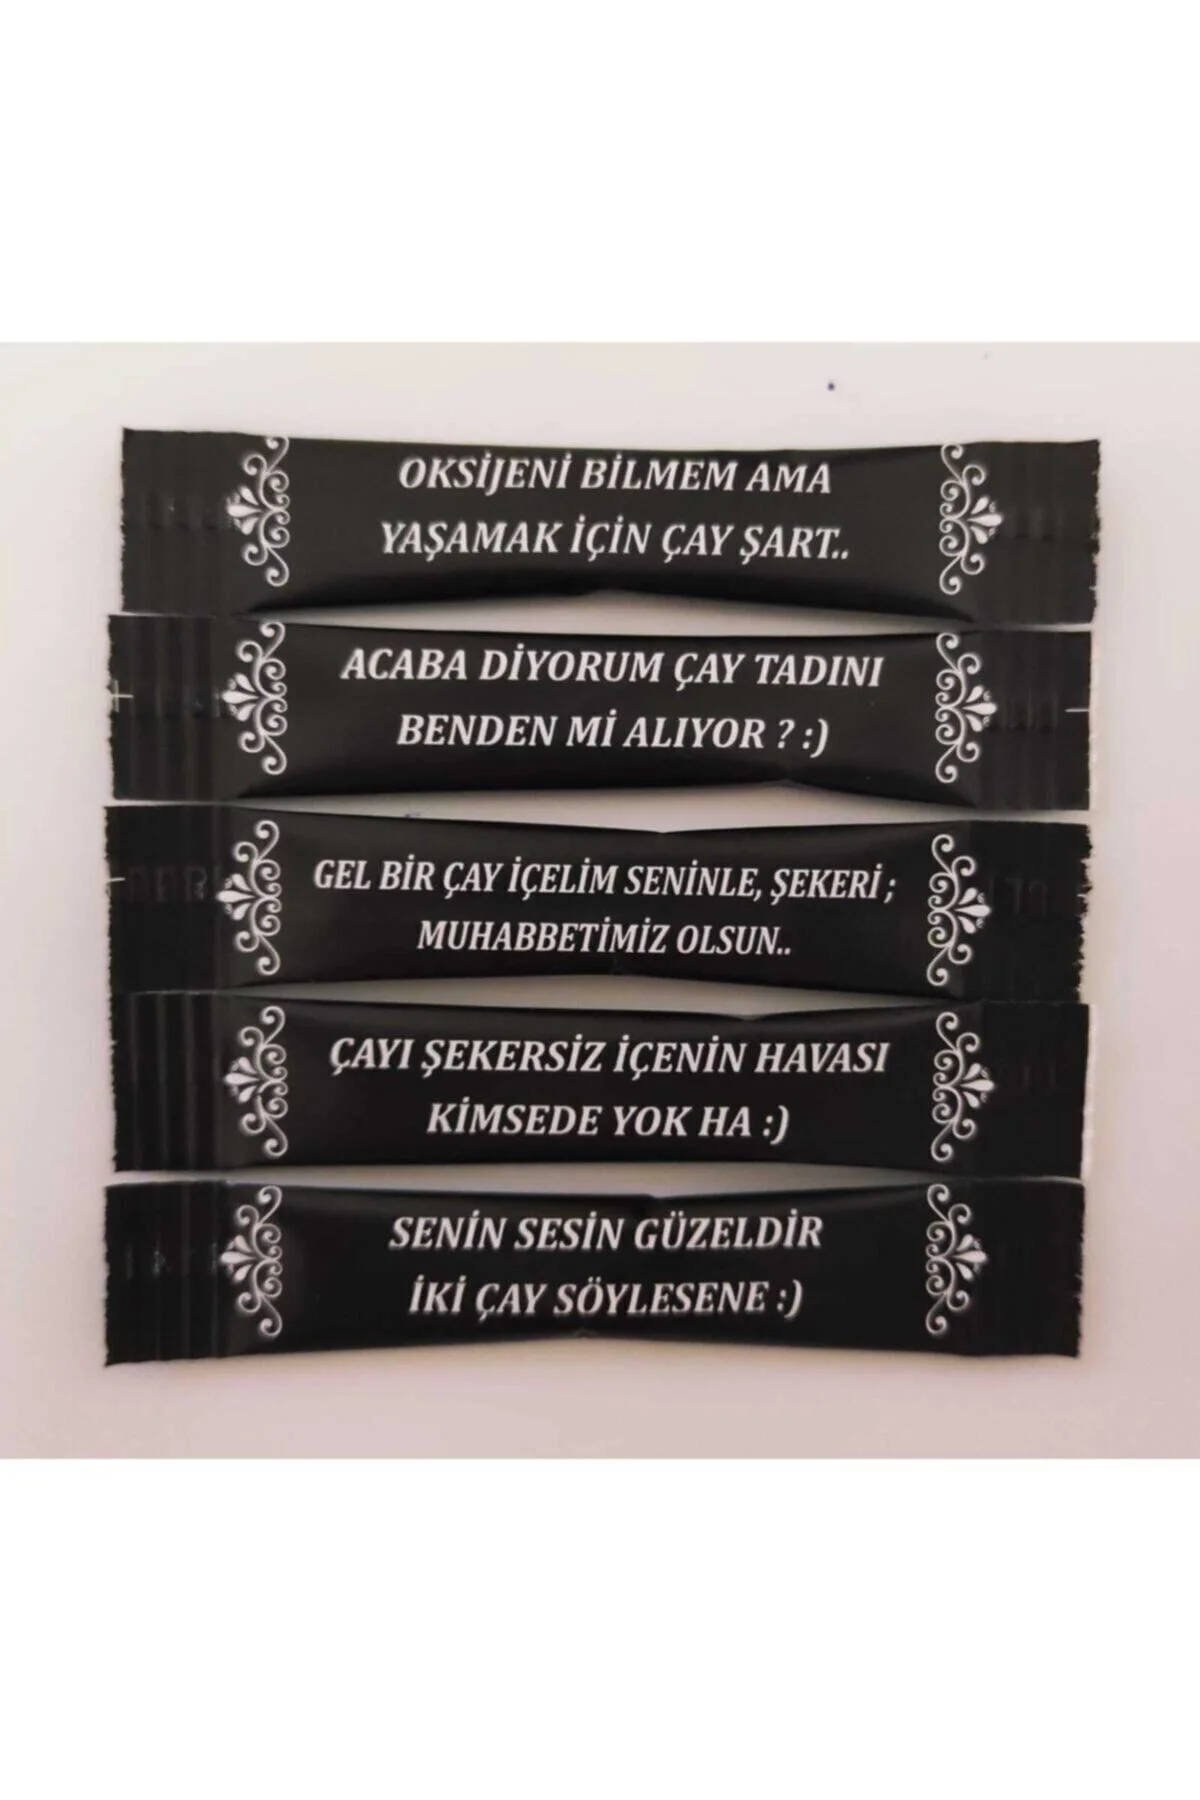 OKSİJENİ BİLMEM AMA
YAŞAMAK İÇİN ÇAY ŞART..
ACABA DİYORUM ÇAY TADINI
BENDEN Mİ ALIYOR ? :)
GEL BİR ÇAY İÇELİM SENİNLE, ŞEKERİ ;
MUHABBETİMİZ OLSUN..
ÇAYI ŞEKERSİZ İÇENİN HAVASI
KİMSEDE YOK HA :)
SENİN SESİN GÜZELDİR
İKİ ÇAY SÖYLESENE :)